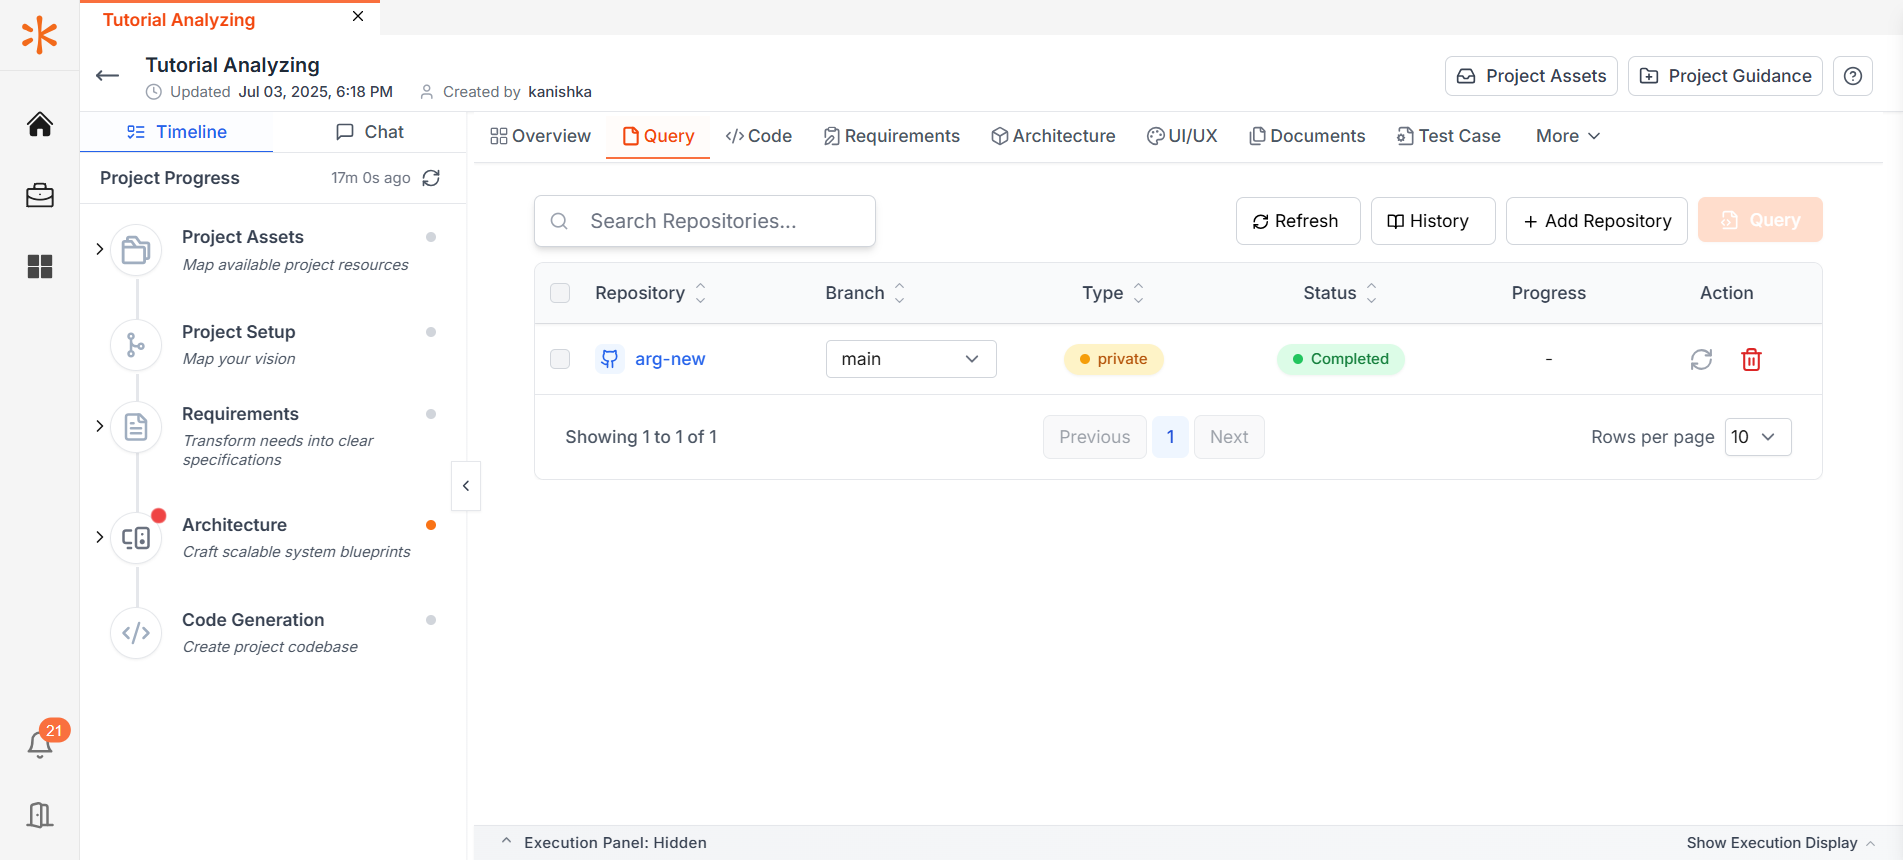 Tutorial Analyzing
Tutorial Analyzing
Updated Jul 03, 2025, 6:18 PM Created by kanishka
Project Assets
Project Guidance
Timeline
Chat
Project Progress
17m 0s ago
Project Assets
Map available project resources
Project Setup
Map your vision
Requirements
Transform needs into clear
specifications
Architecture
Craft scalable system blueprints
Code Generation
Create project codebase
21
Overview
Query
Code
Requirements
Architecture
UI/UX
Documents
Test Case
More
Search Repositories...
Refresh
History
+ Add Repository
Query
Repository Branch Type Status Progress Action
arg-new main private Completed -
Showing 1 to 1 of 1
Previous 1 Next
Rows per page 10
Execution Panel: Hidden
Show Execution Display